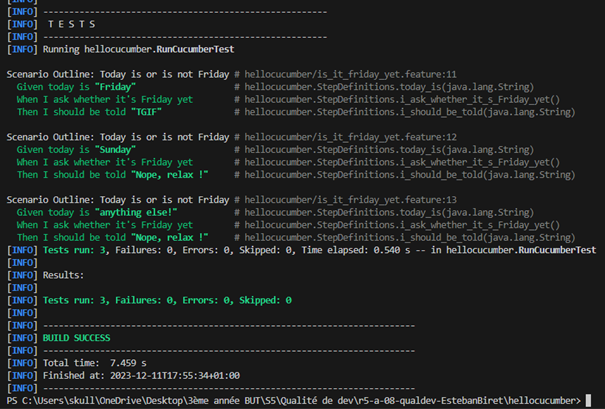 [INFO]
[INFO] -------------------------------------------------------
[INFO]  T E S T S
[INFO] -------------------------------------------------------
[INFO] Running hellocucumber.RunCucumberTest
Scenario Outline: Today is or is not Friday # hellocucumber/is_it_friday_yet.feature:11
Given today is "Friday" # hellocucumber.StepDefinitions.today_is(java.lang.String)
When I ask whether it's Friday yet # hellocucumber.StepDefinitions.i_ask_whether_it_s_Friday_yet()
Then I should be told "TGIF" # hellocucumber.StepDefinitions.i_should_be_told(java.lang.String)
Scenario Outline: Today is or is not Friday # hellocucumber/is_it_friday_yet.feature:12
Given today is "Sunday" # hellocucumber.StepDefinitions.today_is(java.lang.String)
When I ask whether it's Friday yet # hellocucumber.StepDefinitions.i_ask_whether_it_s_Friday_yet()
Then I should be told "Nope, relax !" # hellocucumber.StepDefinitions.i_should_be_told(java.lang.String)
Scenario Outline: Today is or is not Friday # hellocucumber/is_it_friday_yet.feature:13
Given today is "anything else!" # hellocucumber.StepDefinitions.today_is(java.lang.String)
When I ask whether it's Friday yet # hellocucumber.StepDefinitions.i_ask_whether_it_s_Friday_yet()
Then I should be told "Nope, relax !" # hellocucumber.StepDefinitions.i_should_be_told(java.lang.String)
[INFO] Tests run: 3, Failures: 0, Errors: 0, Skipped: 0, Time elapsed: 0.540 s -- in hellocucumber.RunCucumberTest
[INFO]
[INFO] Results:
[INFO]
[INFO] Tests run: 3, Failures: 0, Errors: 0, Skipped: 0
[INFO]
[INFO] ------------------------------------------------------------------------
[INFO] BUILD SUCCESS
[INFO] ------------------------------------------------------------------------
[INFO] Total time:  7.459 s
[INFO] Finished at: 2023-12-11T17:55:34+01:00
[INFO] ------------------------------------------------------------------------
PS C:\Users\skull\OneDrive\Desktop\3ème année BUT\S5\Qualité de dev\r5-a-08-qualdev-EstebanBiret\hellocucumber>